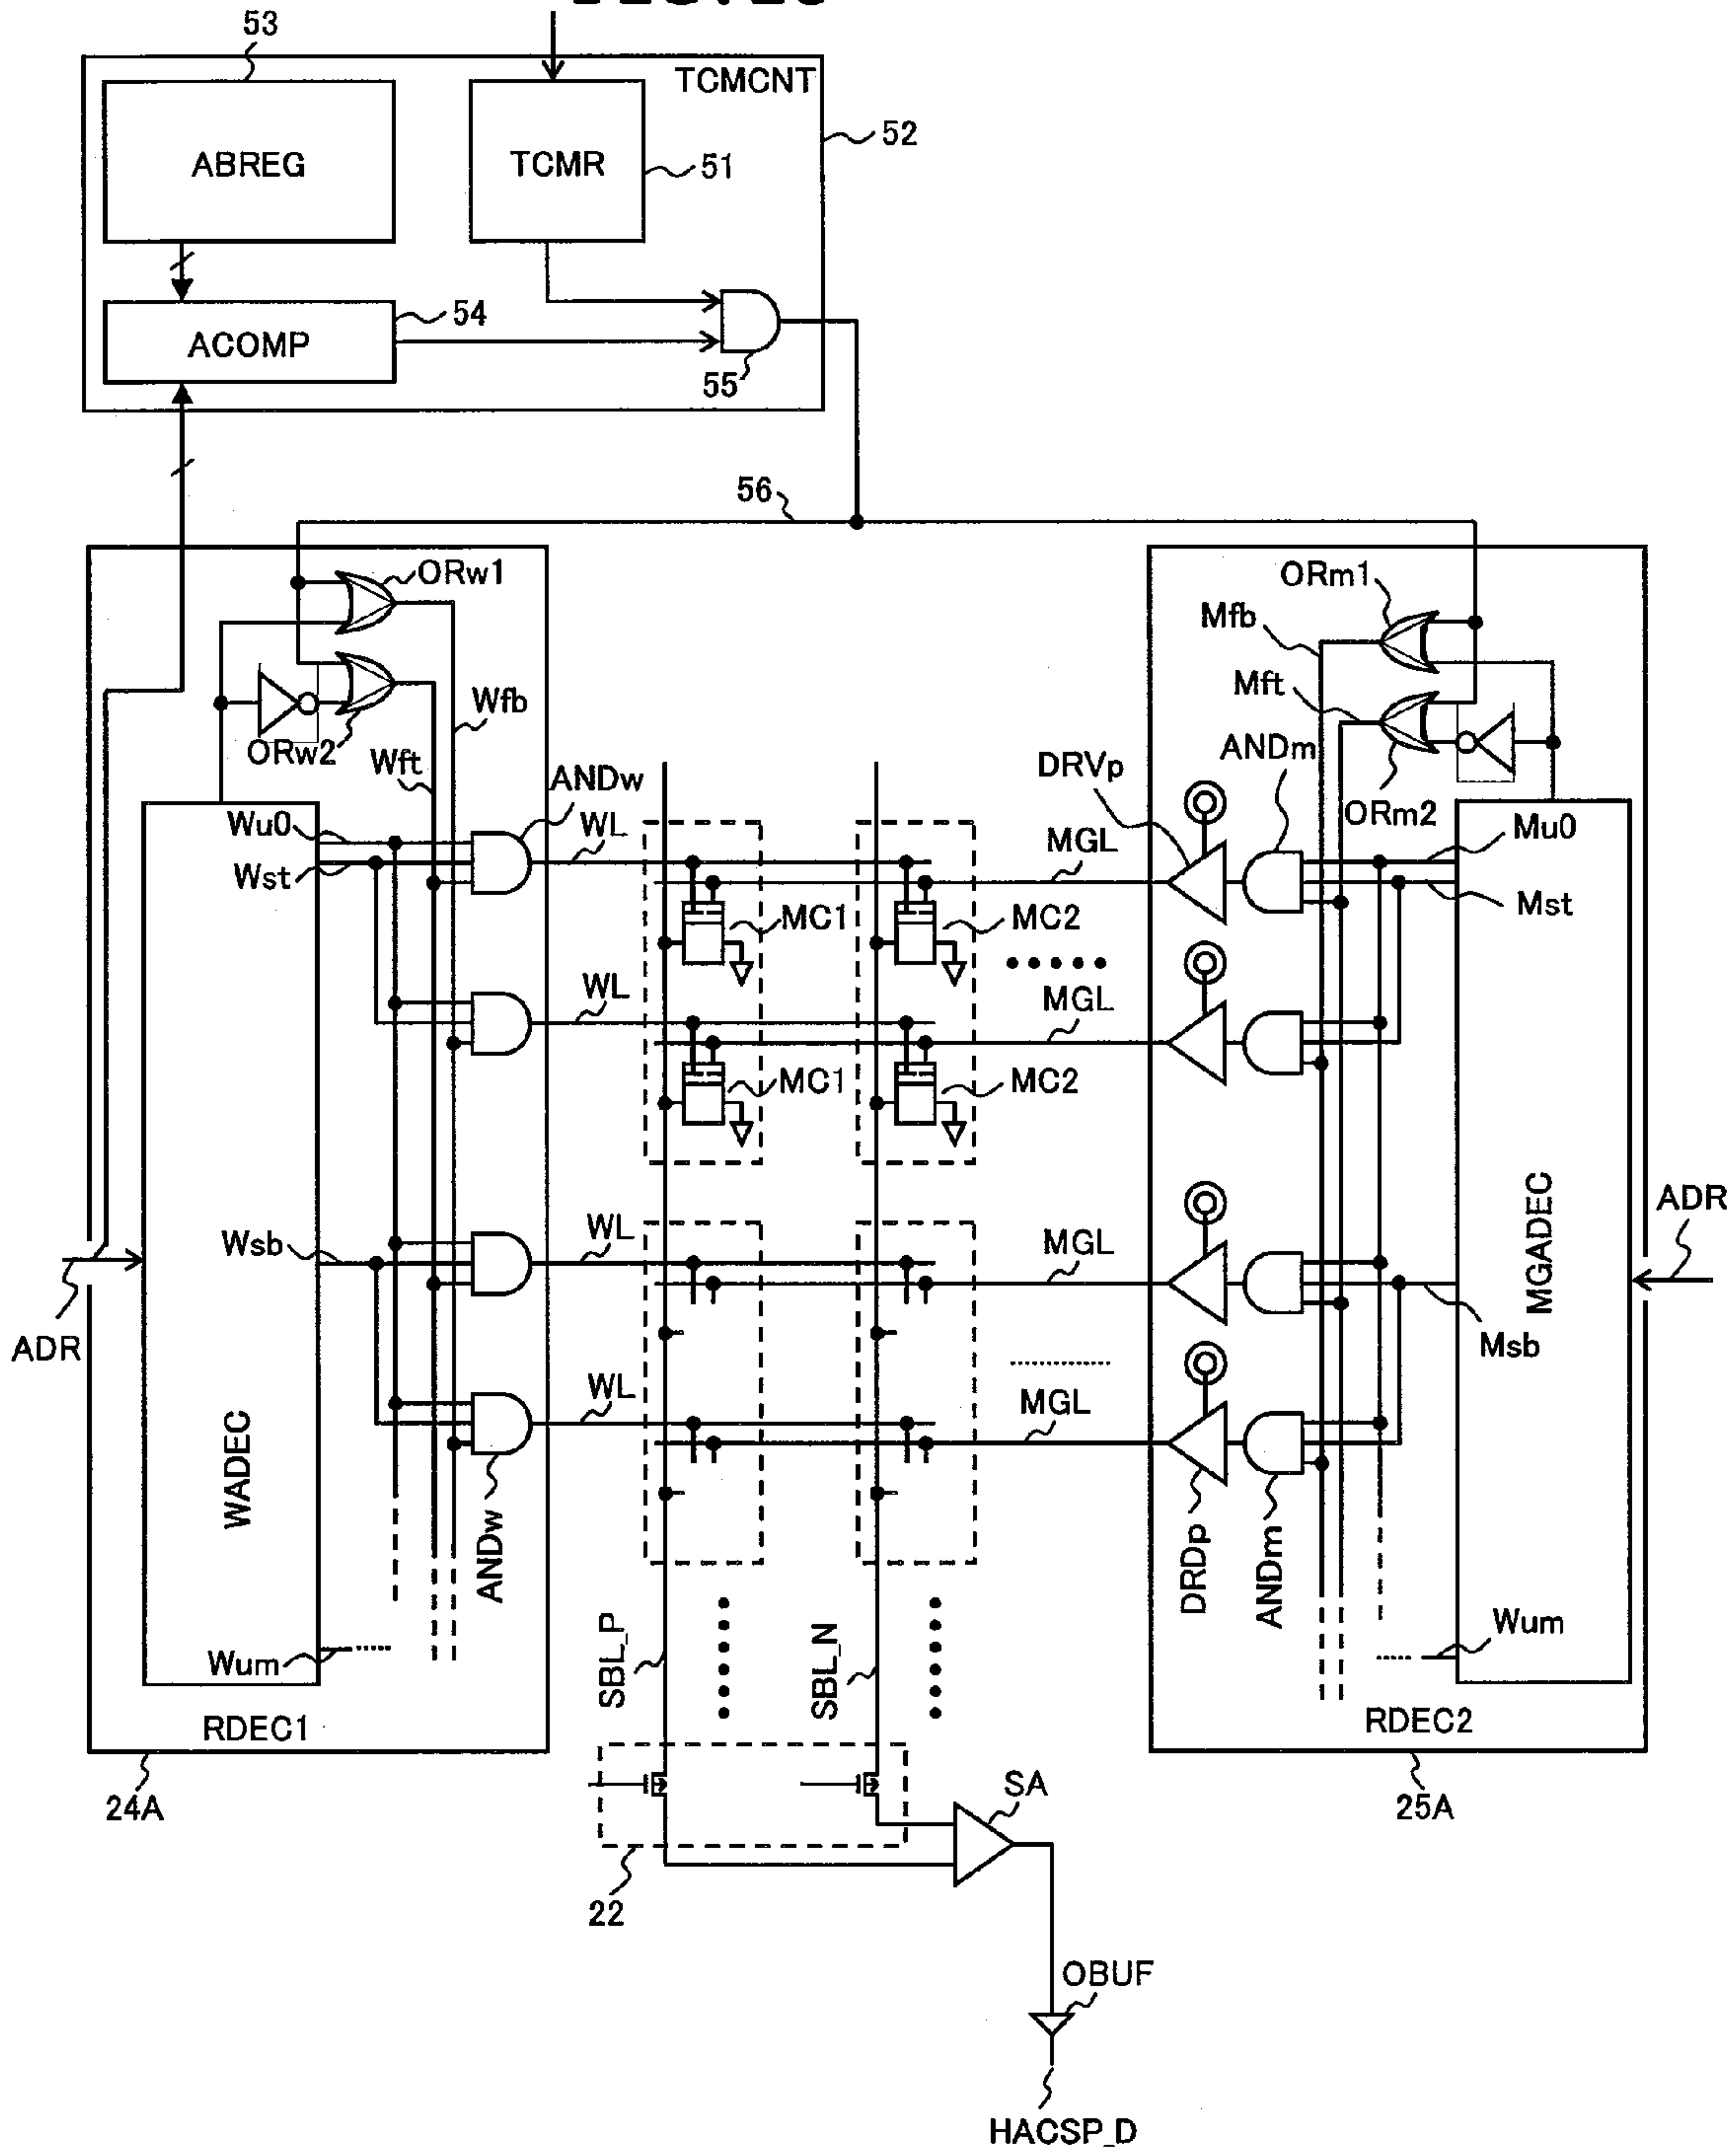 53
TCMCNT
52
ABREG
TCMR
51
54
ACOMP
55
56
ORw1
ORm1
Mfb
Wfb
Mft
ORw2
ANDm
Wft
DRVp
ANDw
ORm2
Wu0
WL
MGL
Mu0
Wst
Mst
MC1
MC2
WL
MGL
MC1
MC2
MGADEC
ADR
Wsb
WL
MGL
ADR
Msb
WL
MGL
WADEC
ANDw
DRDp
ANDm
SBL_P
SBL_N
Wum
Wum
RDEC1
RDEC2
24A
SA
25A
22
OBUF
HACSP_D